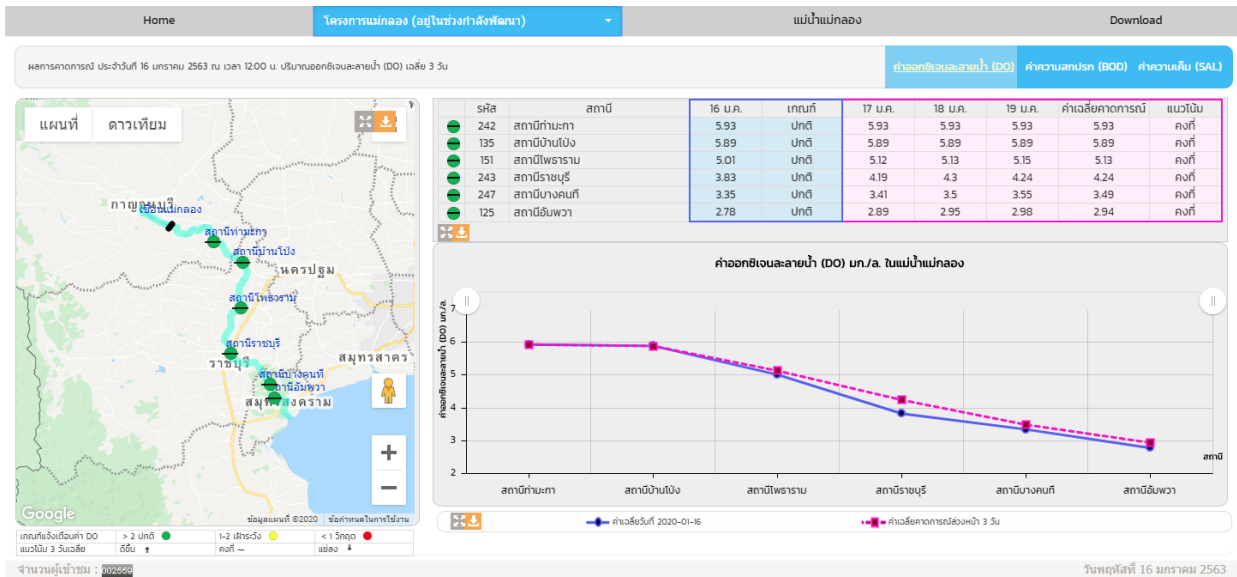 Home โครงการแม่กลอง (อยู่ในช่วงกำลังพัฒนา) แม่น้ำแม่กลอง Download
ผลการคาดการณ์ ประจำวันที่ 16 มกราคม 2563 ณ เวลา 12:00 น. ปริมาณออกซิเจนละลายน้ำ (DO) เฉลี่ย 3 วัน ค่าออกซิเจนละลายน้ำ (DO) ค่าความสกปรก (BOD) ค่าความเค็ม (SAL)
แผนที่ ดาวเทียม
กาญจนบุรี
เขื่อนแม่กลอง
สถานีท่ามะกา
สถานีบ้านโป่ง
นครปฐม
สถานีโพธาราม
สถานีราชบุรี
ราชบุรี
สมุทรสาคร
สถานีบางคนที
สถานีอัมพวา
สมุทรสงคราม
Google ข้อมูลแผนที่ ©2020 ข้อกำหนดในการใช้งาน
เกณฑ์แจ้งเตือนค่า DO > 2 ปกติ 1-2 เฝ้าระวัง < 1 วิกฤต
แนวโน้ม 3 วันเฉลี่ย ดีขึ้น คงที่ แย่ลง
รหัส สถานี 16 ม.ค. เกณฑ์ 17 ม.ค. 18 ม.ค. 19 ม.ค. ค่าเฉลี่ยคาดการณ์ แนวโน้ม
242 สถานีท่ามะกา 5.93 ปกติ 5.93 5.93 5.93 5.93 คงที่
135 สถานีบ้านโป่ง 5.89 ปกติ 5.89 5.89 5.89 5.89 คงที่
151 สถานีโพธาราม 5.01 ปกติ 5.12 5.13 5.15 5.13 คงที่
243 สถานีราชบุรี 3.83 ปกติ 4.19 4.3 4.24 4.24 คงที่
247 สถานีบางคนที 3.35 ปกติ 3.41 3.5 3.55 3.49 คงที่
125 สถานีอัมพวา 2.78 ปกติ 2.89 2.95 2.98 2.94 คงที่
ค่าออกซิเจนละลายน้ำ (DO) มก./ล. ในแม่น้ำแม่กลอง
ค่าออกซิเจนละลายน้ำ (DO) มก./ล.
7
6
5
4
3
2
สถานี
สถานีท่ามะกา สถานีบ้านโป่ง สถานีโพธาราม สถานีราชบุรี สถานีบางคนที สถานีอัมพวา
ค่าเฉลี่ยวันที่ 2020-01-16 ค่าเฉลี่ยคาดการณ์ล่วงหน้า 3 วัน
จำนวนผู้เข้าชม : 002559 วันพฤหัสที่ 16 มกราคม 2563